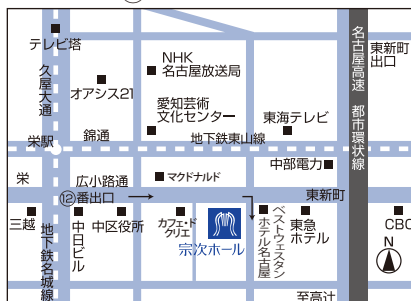 テレビ塔
久屋大通
オアシス21
NHK
名古屋放送局
愛知芸術
文化センター
東海テレビ
名古屋高速 都市環状線
東新町
出口
栄駅
錦通
地下鉄東山線
中部電力
栄
広小路通
マクドナルド
東新町
⑫番出口
三越
地下鉄名城線
中日ビル
中区役所
カフェ・ド
クリエ
宗次ホール
ベストウェスタン
ホテル名古屋
東急
ホテル
CBC
N
至高辻